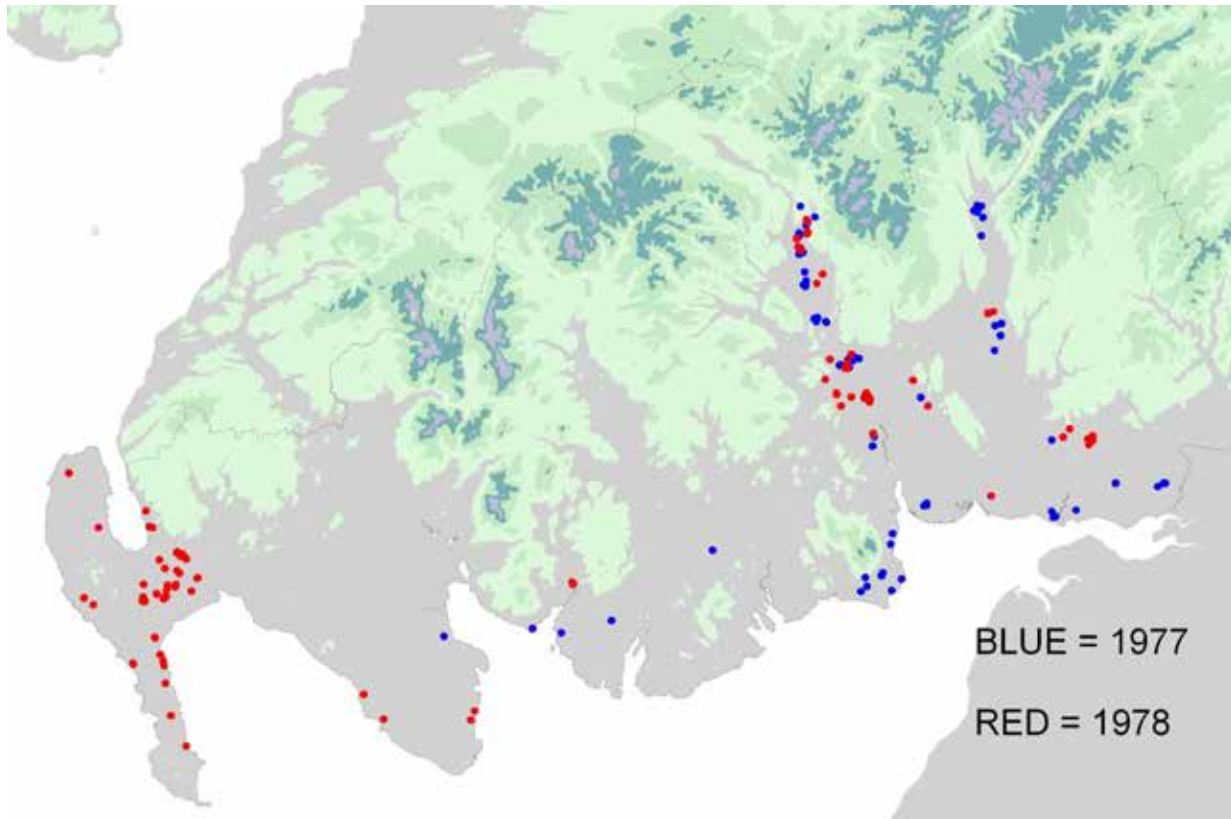 BLUE = 1977
RED = 1978